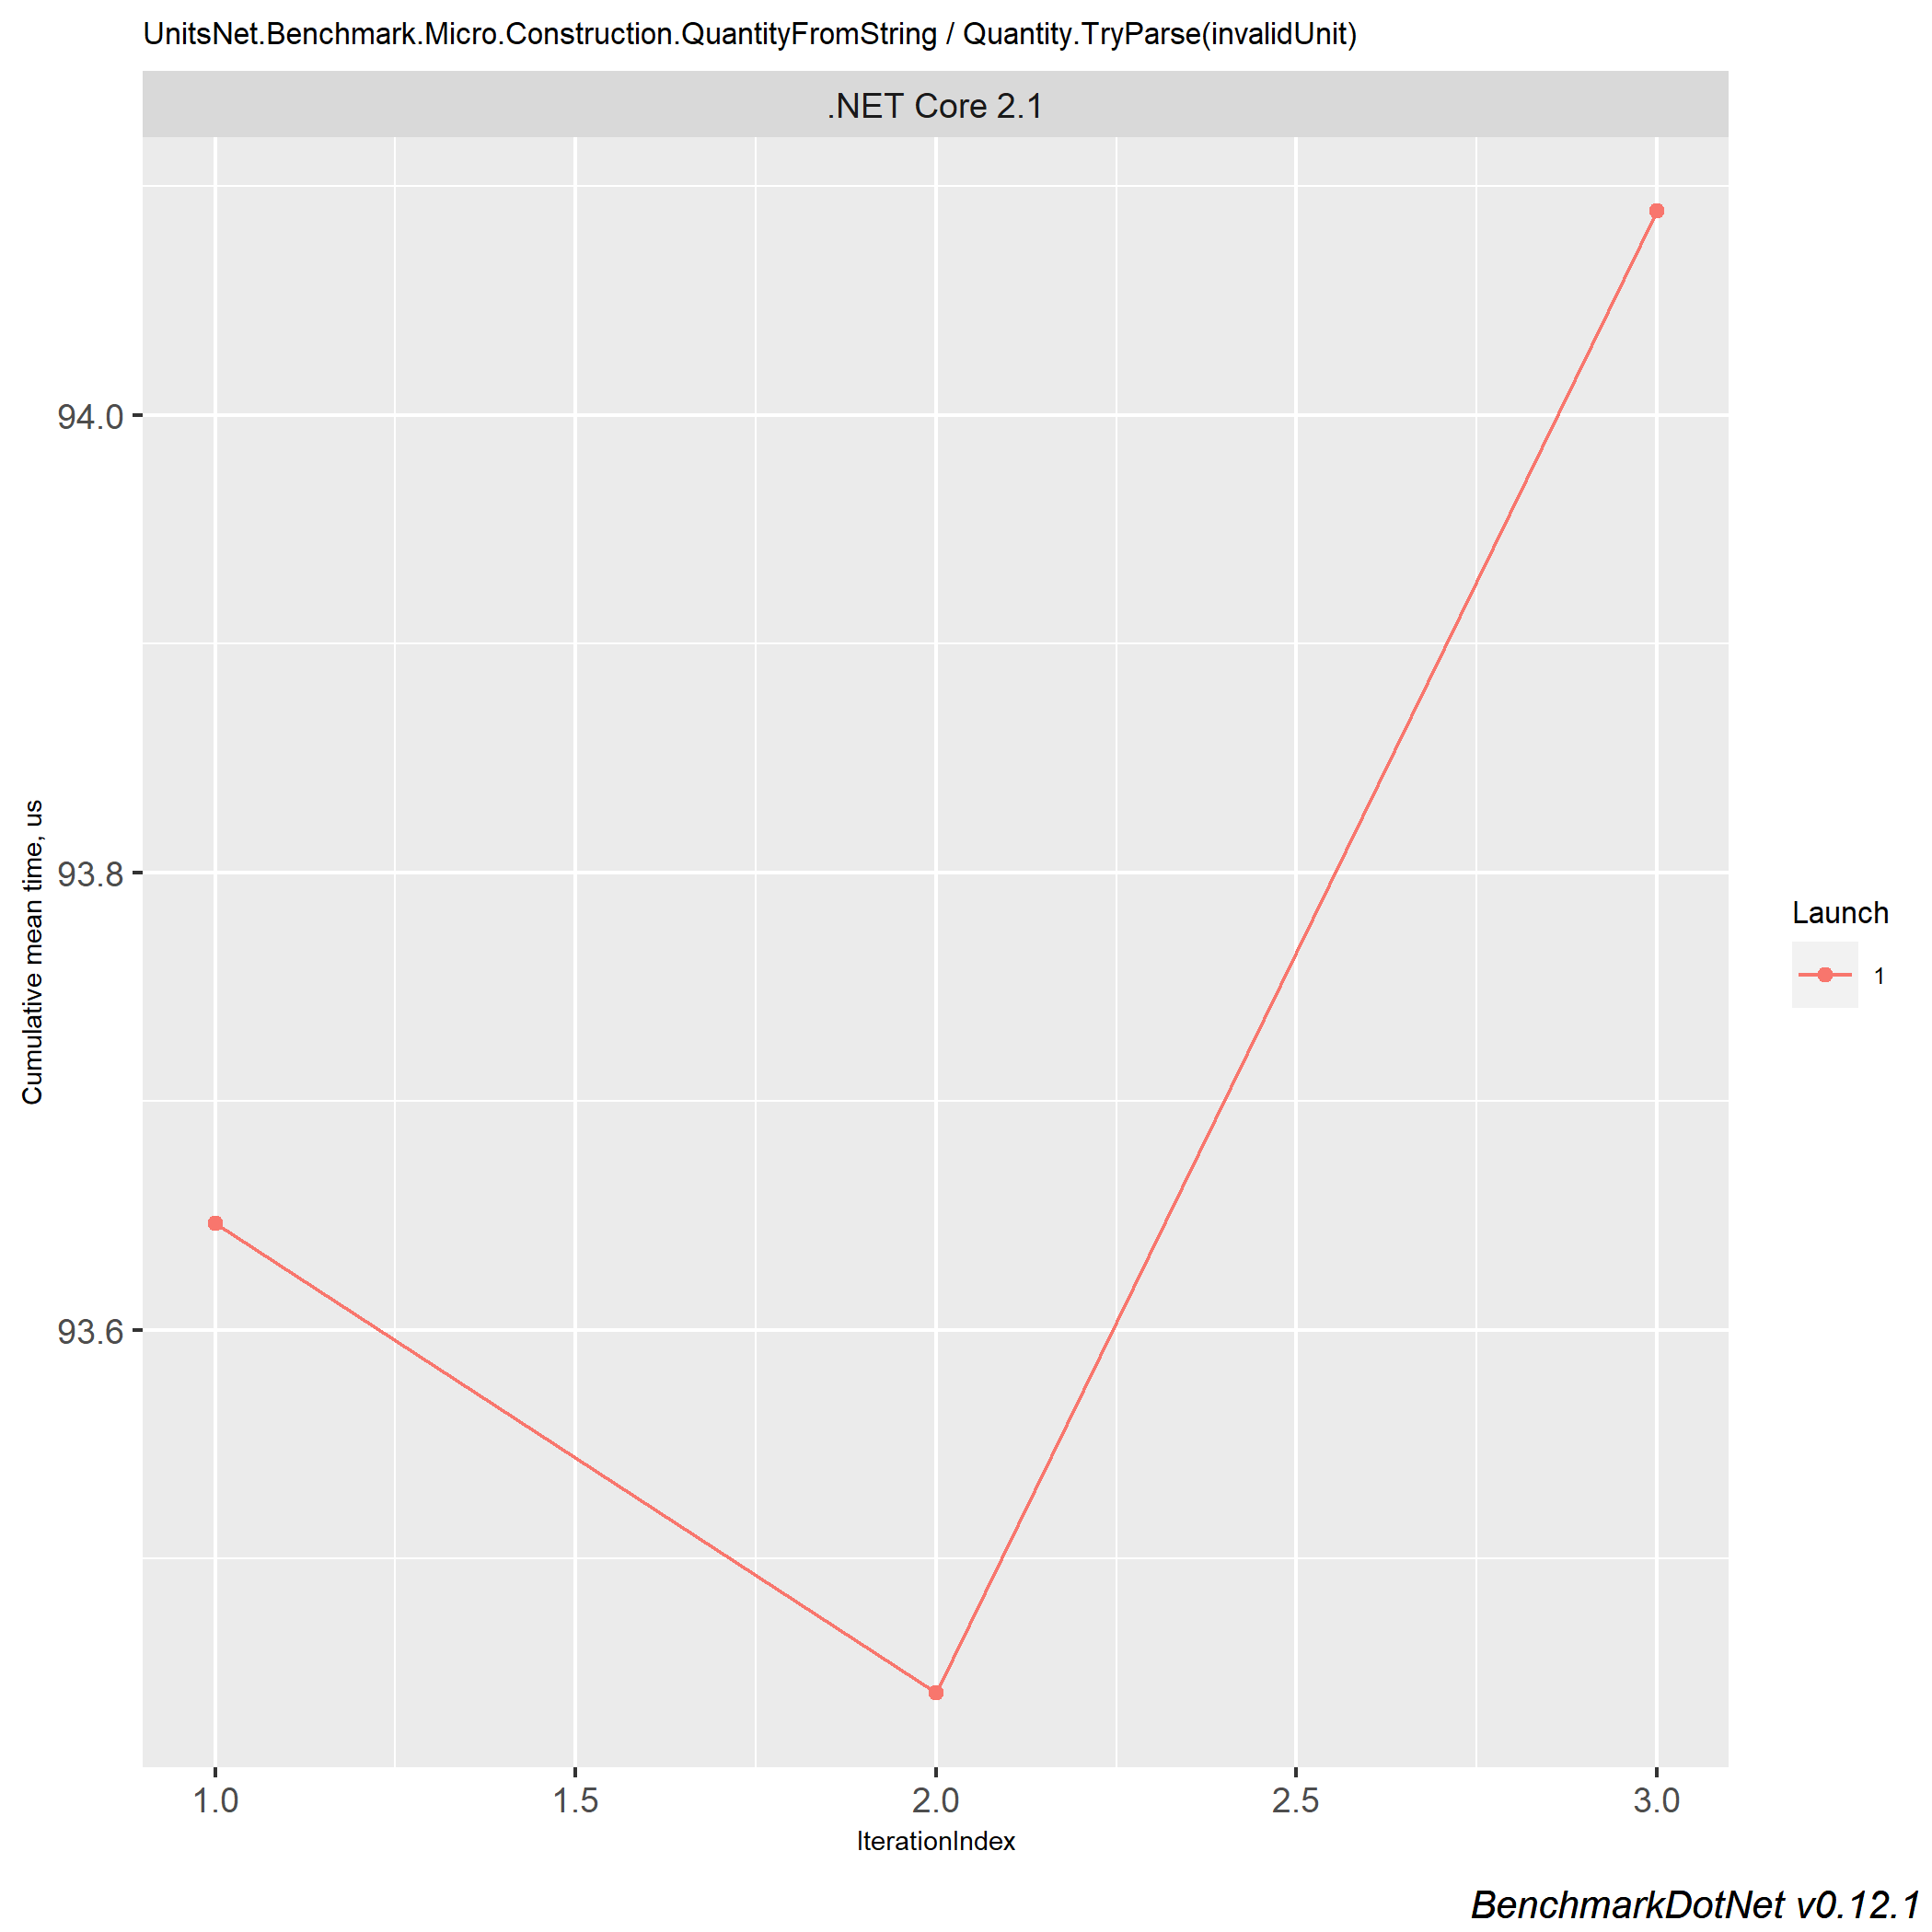 UnitsNet.Benchmark.Micro.Construction.QuantityFromString / Quantity.TryParse(invalidUnit)
.NET Core 2.1
94.0
93.8
93.6
Cumulative mean time, us
1.0 1.5 2.0 2.5 3.0
IterationIndex
Launch
1
BenchmarkDotNet v0.12.1